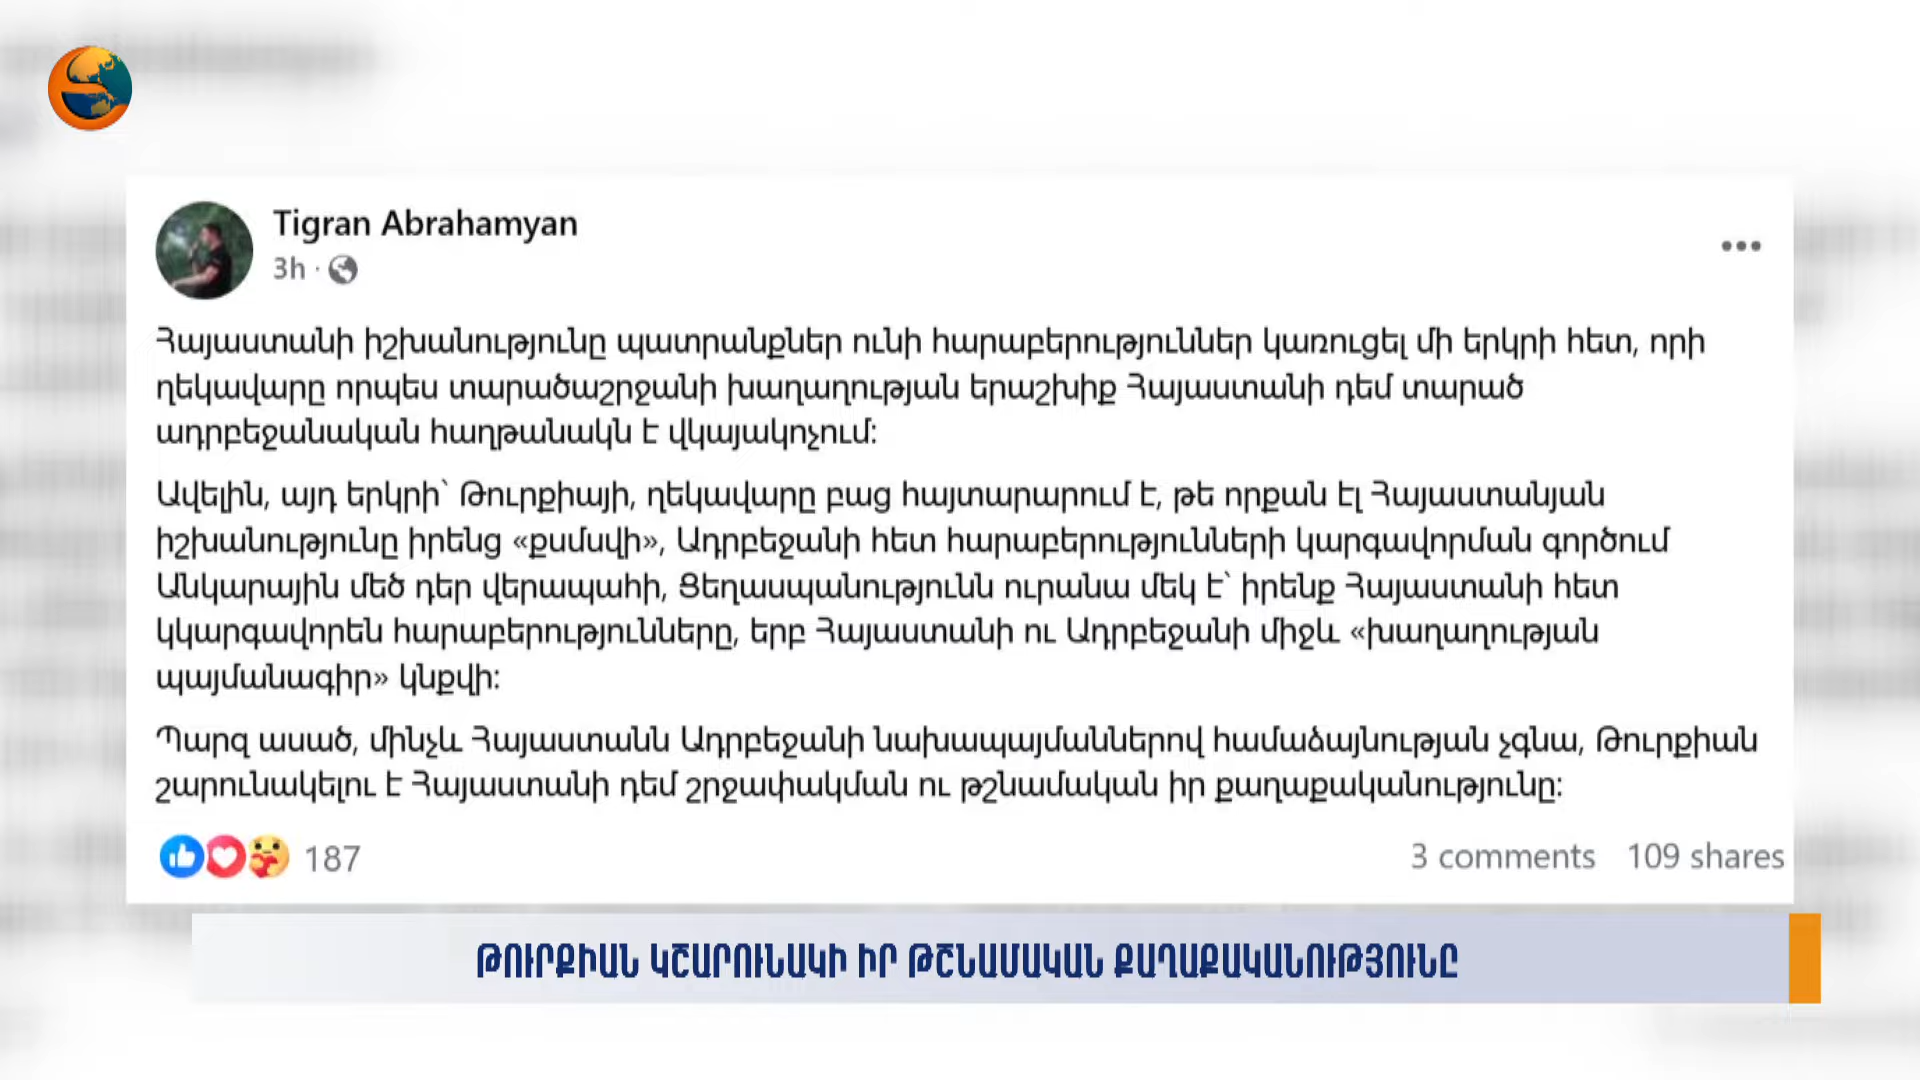 Tigran Abrahamyan
3h ·
Հայաստանի իշխանությունը պատրանքներ ունի հարաբերություններ կառուցել մի երկրի հետ, որի
ղեկավարը որպես տարածաշրջանի խաղաղության երաշխիք Հայաստանի դեմ տարած
ադրբեջանական հաղթանակն է վկայակոչում:
Ավելին, այդ երկրի՝ Թուրքիայի, ղեկավարը բաց հայտարարում է, թե որքան էլ Հայաստանյան
իշխանությունը իրենց «քսմսվի», Ադրբեջանի հետ հարաբերությունների կարգավորման գործում
Անկարային մեծ դեր վերապահի, Ցեղասպանությունն ուրանա մեկ է՝ իրենք Հայաստանի հետ
կկարգավորեն հարաբերությունները, երբ Հայաստանի ու Ադրբեջանի միջև «խաղաղության
պայմանագիր» կնքվի:
Պարզ ասած, մինչև Հայաստանն Ադրբեջանի նախապայմաններով համաձայնության չգնա, Թուրքիան
շարունակելու է Հայաստանի դեմ շրջափակման ու թշնամական իր քաղաքականությունը:
187
3 comments 109 shares
ԹՈՒՐՔԻԱՆ ԿՇԱՐՈՒՆԱԿԻ ԻՐ ԹՇՆԱՄԱԿԱՆ ՔԱՂԱՔԱԿԱՆՈՒԹՅՈՒՆԸ